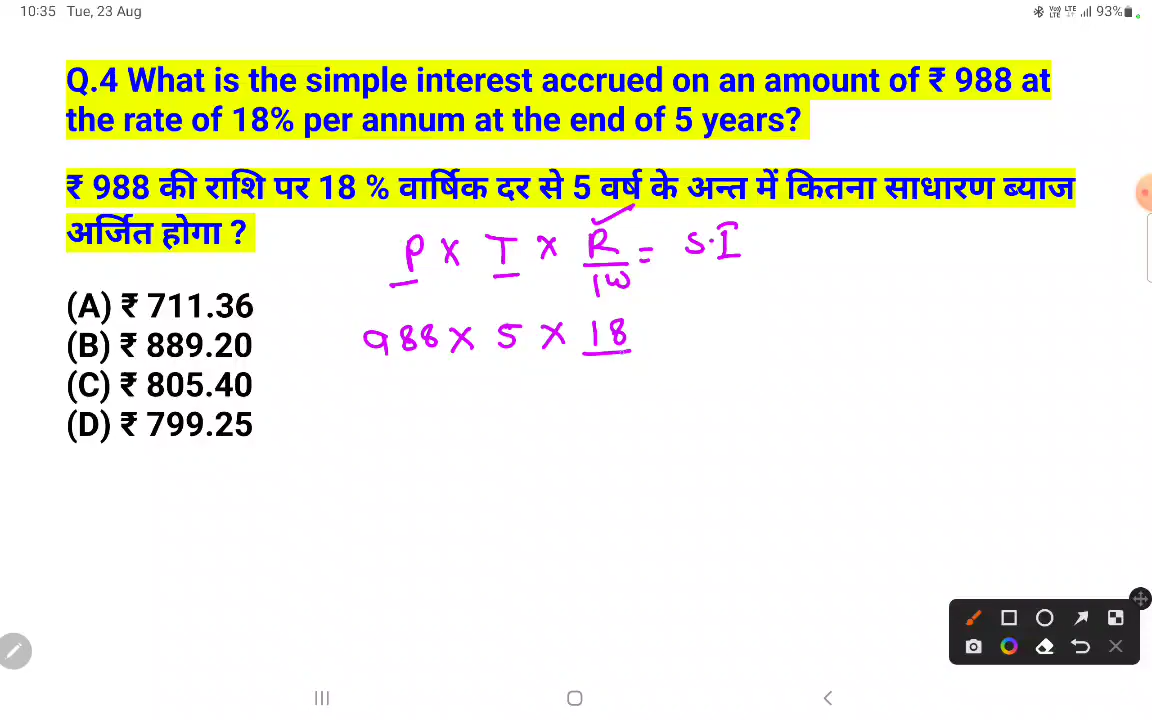 10:35 Tue, 23 Aug
93%
Q.4 What is the simple interest accrued on an amount of ₹ 988 at
the rate of 18% per annum at the end of 5 years?
₹ 988 की राशि पर 18 % वार्षिक दर से 5 वर्ष के अन्त में कितना साधारण ब्याज
अर्जित होगा ?
P × T × R/100 = S.I
988 × 5 × 18
(A) ₹ 711.36
(B) ₹ 889.20
(C) ₹ 805.40
(D) ₹ 799.25